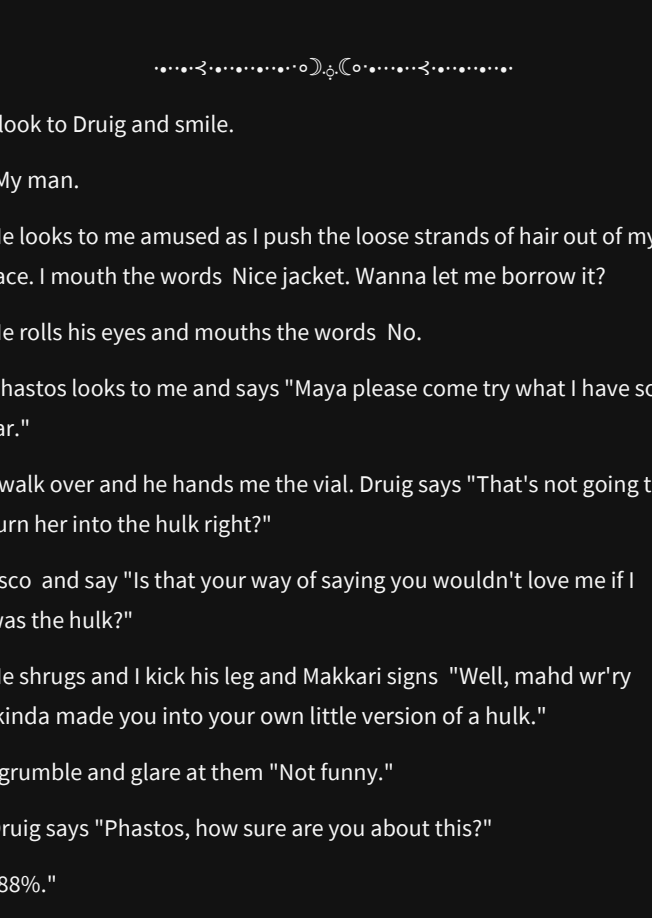 look to Druig and smile.
My man.
He looks to me amused as I push the loose strands of hair out of my
ace. I mouth the words  Nice jacket. Wanna let me borrow it?
He rolls his eyes and mouths the words  No.
hastos looks to me and says "Maya please come try what I have so
ar."
walk over and he hands me the vial. Druig says "That's not going t
urn her into the hulk right?"
sco  and say "Is that your way of saying you wouldn't love me if I
was the hulk?"
He shrugs and I kick his leg and Makkari signs  "Well, mahd wr'ry
kinda made you into your own little version of a hulk."
grumble and glare at them "Not funny."
Druig says "Phastos, how sure are you about this?"
88%."